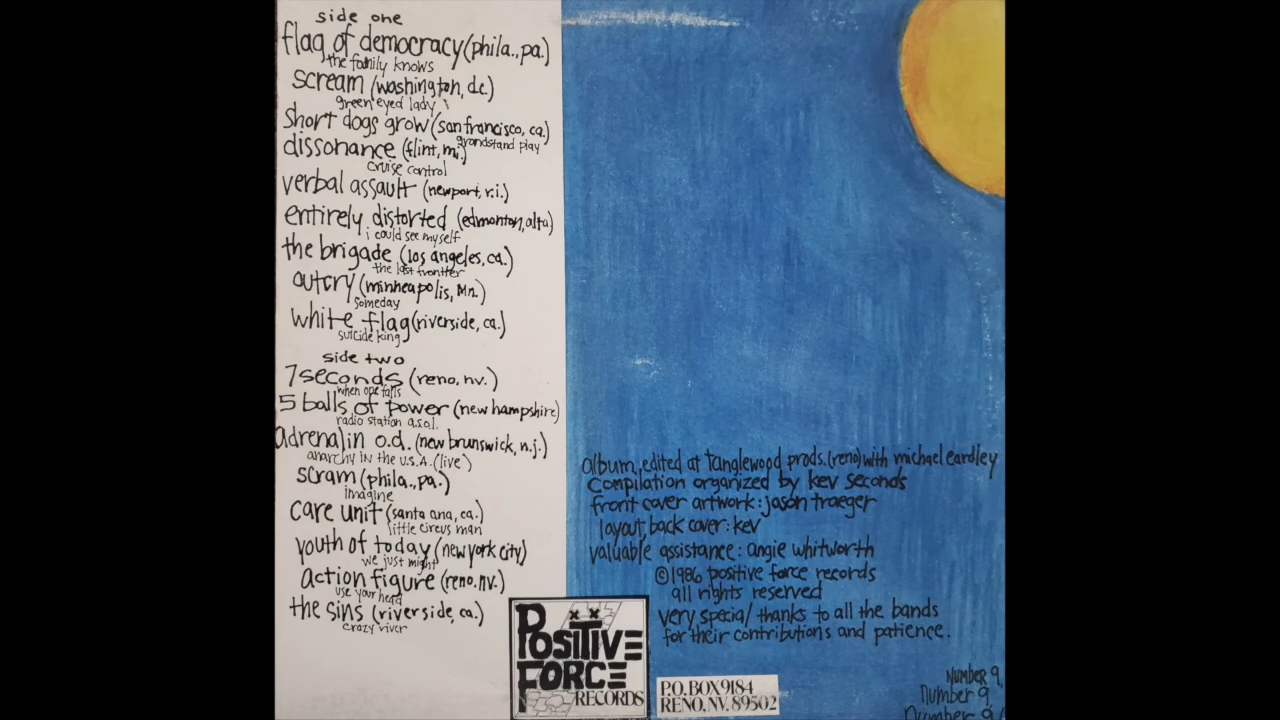 side one
flag of democracy (phila., pa.)
the family knows
scream (washington, d.c.)
green eyed lady
short dogs grow (san francisco, ca.)
grandstand play
dissonance (flint, mi.)
cruise control
verbal assault (newport, r.i.)
entirely distorted (edmonton, alta)
i could see myself
the brigade (los angeles, ca.)
the last frontier
outcry (minneapolis, Mn.)
someday
white flag (riverside, ca.)
suicide king
side two
7 seconds (reno, nv.)
when one falls
5 balls of power (new hampshire)
radio station a.s.o.l.
adrenalin o.d. (new brunswick, n.j.)
anarchy in the u.s.a. (live)
scram (phila., pa.)
imagine
care unit (santa ana, ca.)
little circus man
youth of today (new york city)
we just might
action figure (reno. nv.)
use your head
the sins (riverside, ca.)
crazy river
album edited at tanglewood prods. (reno) with michael eardley
compilation organized by kev seconds
front cover artwork: jason traeger
layout, back cover: kev
valuable assistance: angie whitworth
©1986 positive force records
all rights reserved
very special thanks to all the bands
for their contributions and patience.
POSITIVE
FORCE
RECORDS
P.O. BOX 9184
RENO, NV. 89502
Number 9,
Number 9,
Number 9